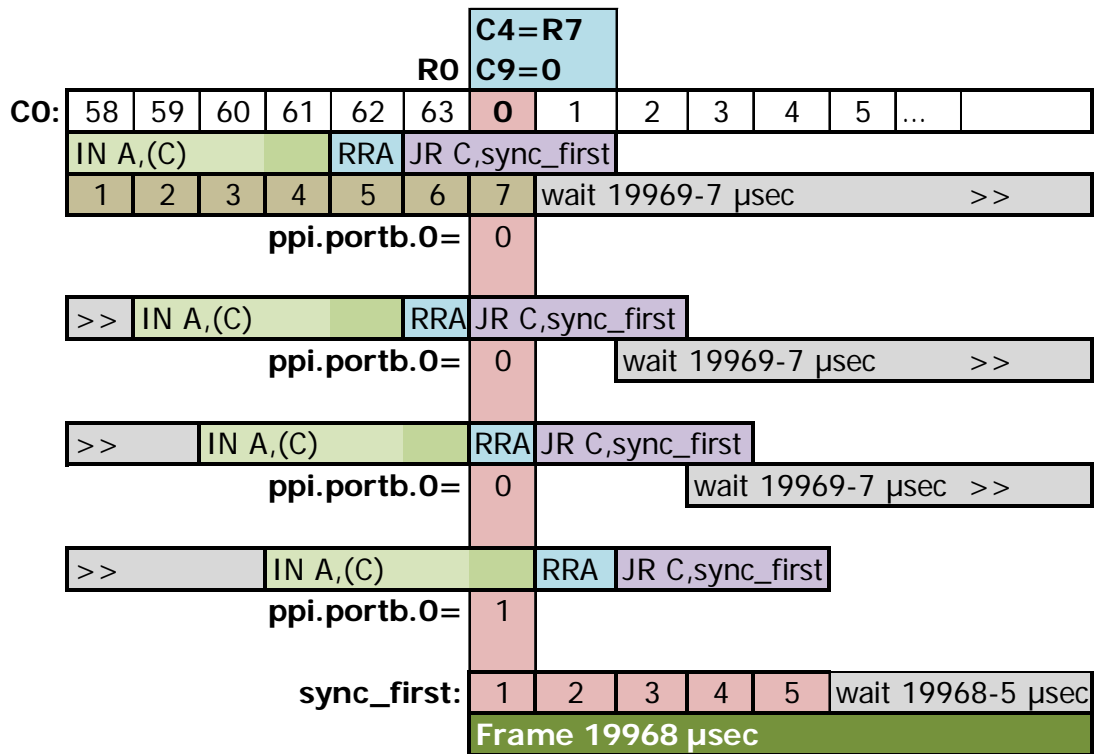 C4=R7
R0 C9=0
C0: 58 59 60 61 62 63 0 1 2 3 4 5 ...
IN A,(C) RRA JR C,sync_first
1 2 3 4 5 6 7 wait 19969-7 µsec >>
ppi.portb.0= 0
>> IN A,(C) RRA JR C,sync_first
ppi.portb.0= 0 wait 19969-7 µsec >>
>> IN A,(C) RRA JR C,sync_first
ppi.portb.0= 0 wait 19969-7 µsec >>
>> IN A,(C) RRA JR C,sync_first
ppi.portb.0= 1
sync_first: 1 2 3 4 5 wait 19968-5 µsec
Frame 19968 µsec